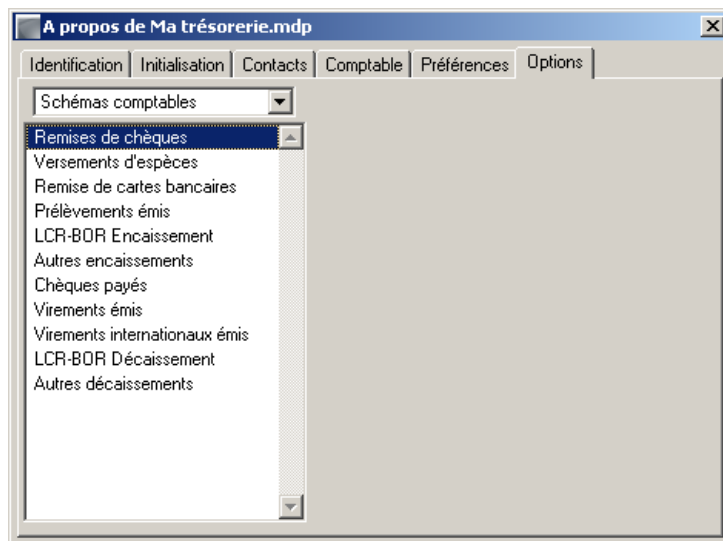 A propos de Ma trésorerie.mdp
Identification Initialisation Contacts Comptable Préférences Options
Schémas comptables
Remises de chèques
Versements d'espèces
Remise de cartes bancaires
Prélèvements émis
LCR-BOR Encaissement
Autres encaissements
Chèques payés
Virements émis
Virements internationaux émis
LCR-BOR Décaissement
Autres décaissements